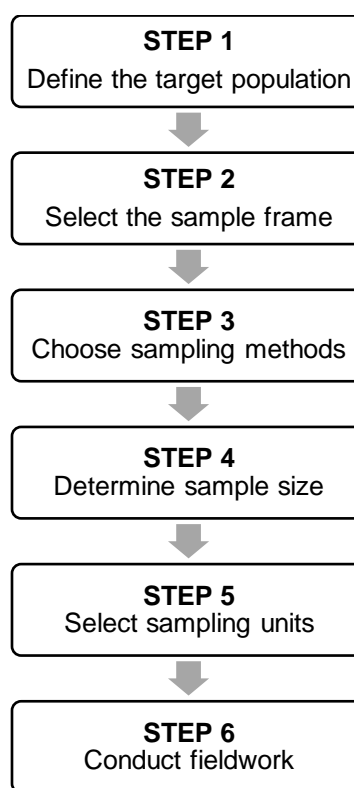 STEP 1
Define the target population
STEP 2
Select the sample frame
STEP 3
Choose sampling methods
STEP 4
Determine sample size
STEP 5
Select sampling units
STEP 6
Conduct fieldwork